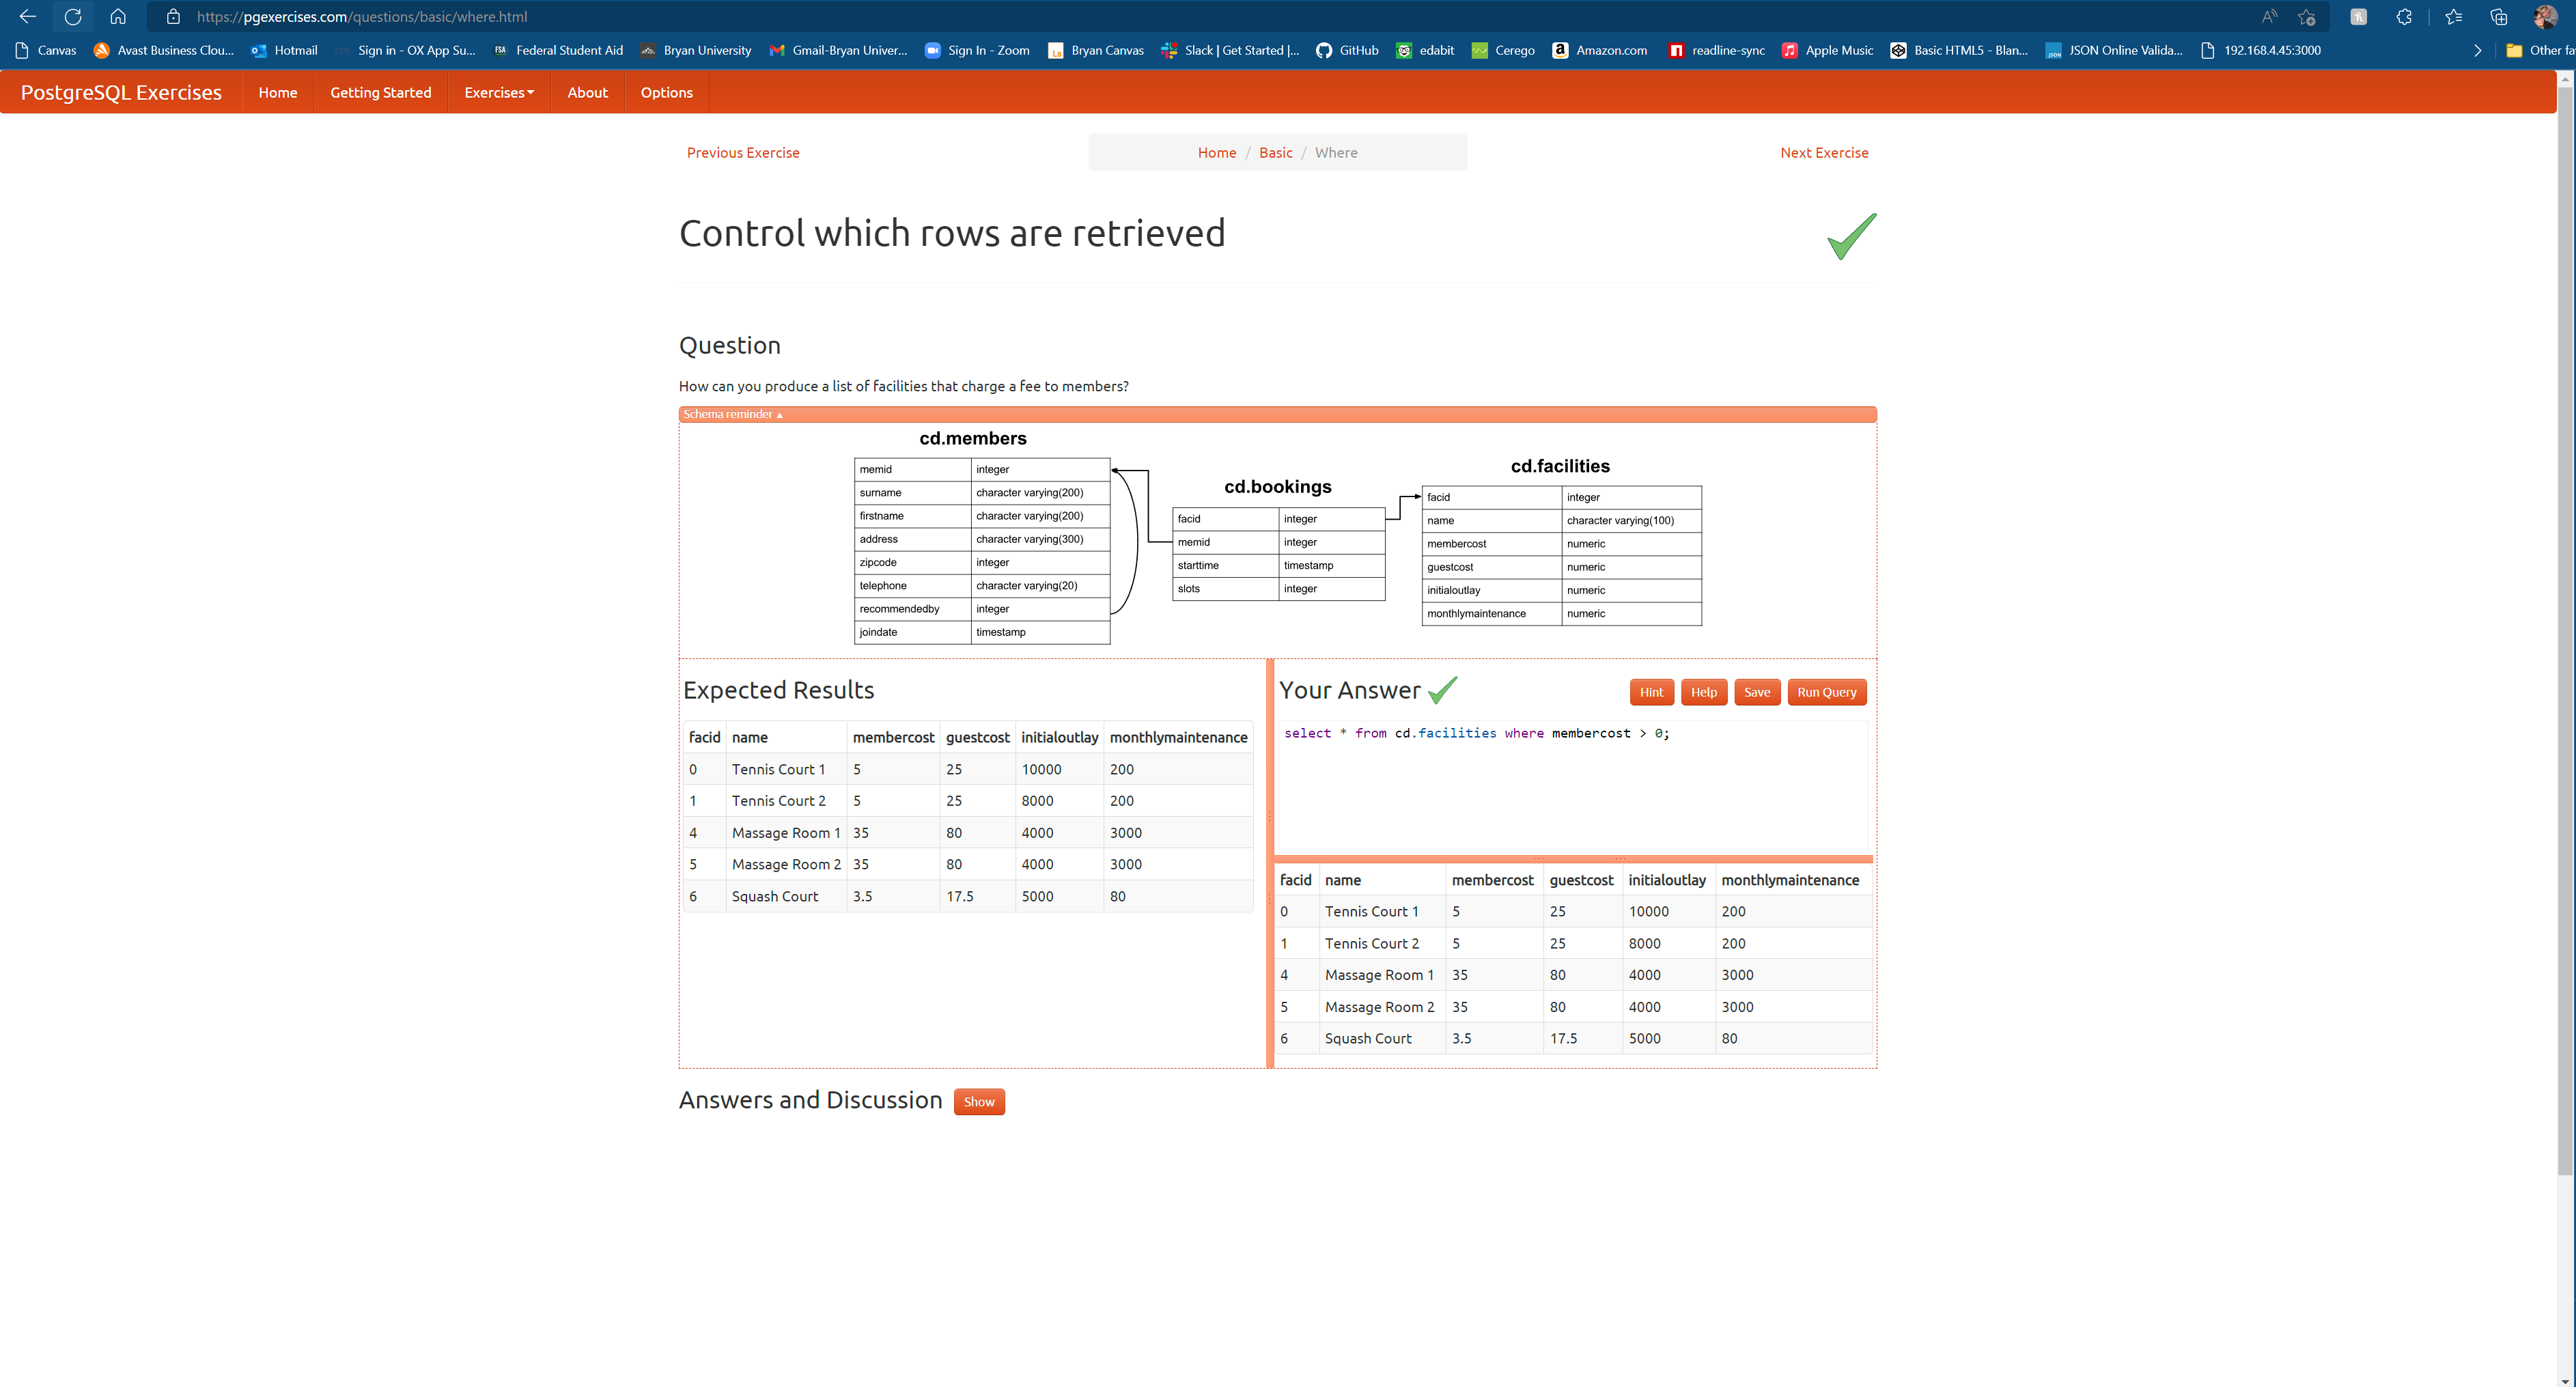 https://pgexercises.com/questions/basic/where.html
Canvas Avast Business Clou... Hotmail Sign in - OX App Su... Federal Student Aid Bryan University Gmail-Bryan Univer... Sign In - Zoom Bryan Canvas Slack | Get Started |... GitHub edabit Cerego Amazon.com readline-sync Apple Music Basic HTML5 - Blan... JSON Online Valida... 192.168.4.45:3000 Other fa
PostgreSQL Exercises Home Getting Started Exercises About Options
Previous Exercise Home / Basic / Where Next Exercise
Control which rows are retrieved
Question
How can you produce a list of facilities that charge a fee to members?
Schema reminder
cd.members
memid integer
surname character varying(200)
firstname character varying(200)
address character varying(300)
zipcode integer
telephone character varying(20)
recommendedby integer
joindate timestamp
cd.bookings
facid integer
memid integer
starttime timestamp
slots integer
cd.facilities
facid integer
name character varying(100)
membercost numeric
guestcost numeric
initialoutlay numeric
monthlymaintenance numeric
Expected Results
facid name membercost guestcost initialoutlay monthlymaintenance
0 Tennis Court 1 5 25 10000 200
1 Tennis Court 2 5 25 8000 200
4 Massage Room 1 35 80 4000 3000
5 Massage Room 2 35 80 4000 3000
6 Squash Court 3.5 17.5 5000 80
Your Answer Hint Help Save Run Query
select * from cd.facilities where membercost > 0;
facid name membercost guestcost initialoutlay monthlymaintenance
0 Tennis Court 1 5 25 10000 200
1 Tennis Court 2 5 25 8000 200
4 Massage Room 1 35 80 4000 3000
5 Massage Room 2 35 80 4000 3000
6 Squash Court 3.5 17.5 5000 80
Answers and Discussion Show